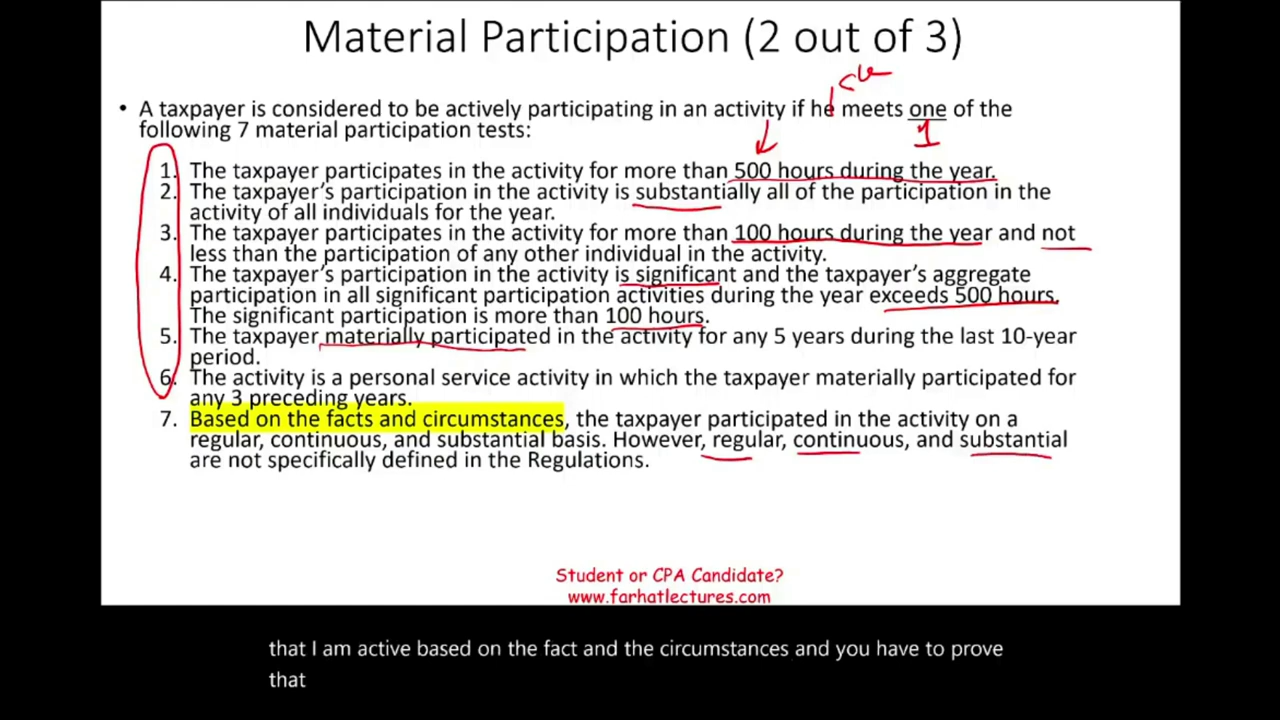 Material Participation (2 out of 3)
• A taxpayer is considered to be actively participating in an activity if he meets one of the
following 7 material participation tests:
1
1. The taxpayer participates in the activity for more than 500 hours during the year.
2. The taxpayer's participation in the activity is substantially all of the participation in the
activity of all individuals for the year.
3. The taxpayer participates in the activity for more than 100 hours during the year and not
less than the participation of any other individual in the activity.
4. The taxpayer's participation in the activity is significant and the taxpayer's aggregate
participation in all significant participation activities during the year exceeds 500 hours.
The significant participation is more than 100 hours.
5. The taxpayer materially participated in the activity for any 5 years during the last 10-year
period.
6. The activity is a personal service activity in which the taxpayer materially participated for
any 3 preceding years.
7. Based on the facts and circumstances, the taxpayer participated in the activity on a
regular, continuous, and substantial basis. However, regular, continuous, and substantial
are not specifically defined in the Regulations.
Student or CPA Candidate?
www.farhatlectures.com
that I am active based on the fact and the circumstances and you have to prove
that